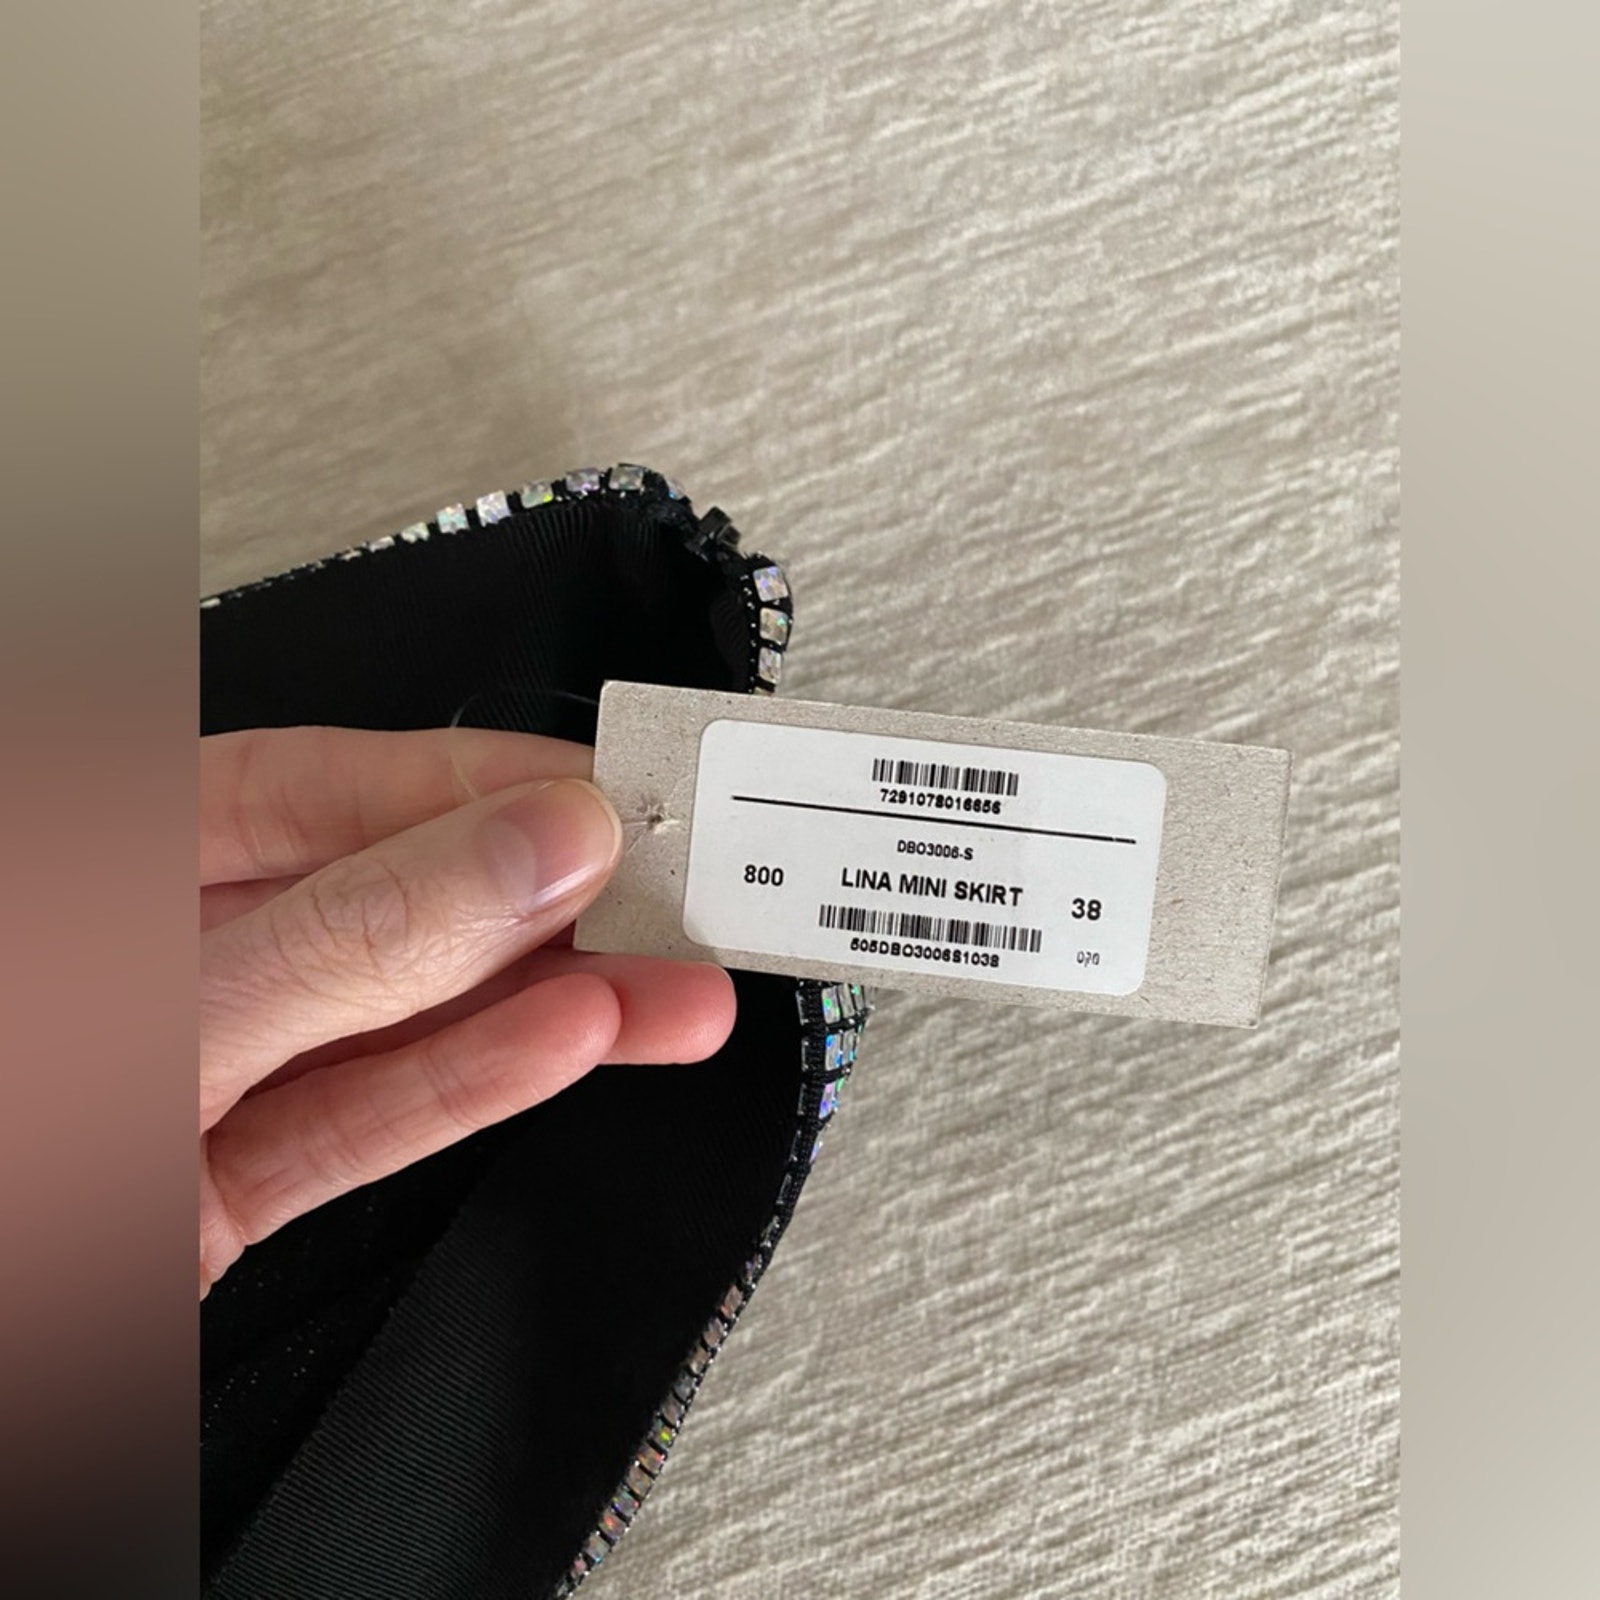 7291078016656
DBO3006-S
800 LINA MINI SKIRT 38
505DBO3006S1038